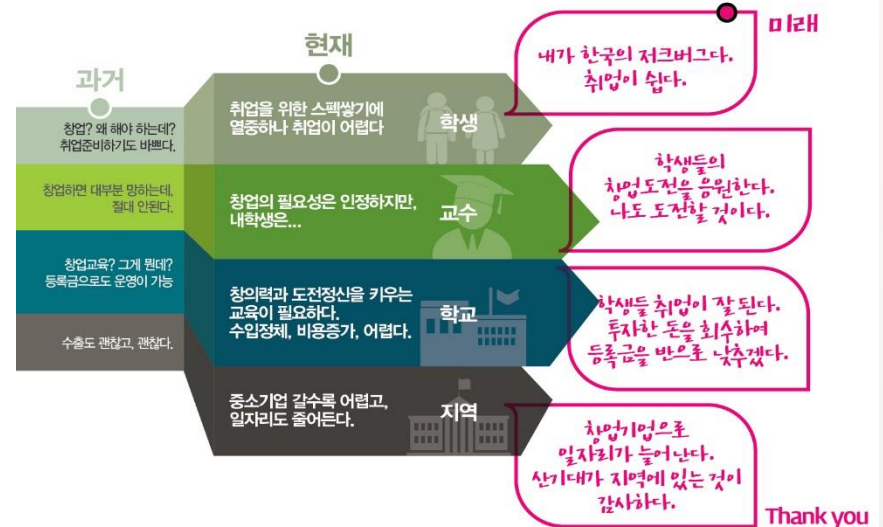 과거
창업? 왜 해야 하는데?
취업준비하기도 바쁘다.
창업하면 대부분 망하는데,
절대 안된다.
창업교육? 그게 뭔데?
등록금으로도 운영이 가능
수출도 괜찮고, 괜찮다.
현재
취업을 위한 스펙쌓기에
열중하나 취업이 어렵다
학생
창업의 필요성은 인정하지만,
내학생은...
교수
창의력과 도전정신을 키우는
교육이 필요하다.
수입정체, 비용증가, 어렵다.
학교
중소기업 갈수록 어렵고,
일자리도 줄어든다.
지역
미래
내가 한국의 저크버그다.
취업이 쉽다.
학생들의
창업도전을 응원한다.
나도 도전할 것이다.
학생들 취업이 잘 된다.
투자한 돈을 회수하여
등록금을 반으로 낮추겠다.
창업기업으로
일자리가 늘어난다.
산기대가 지역에 있는 것이
감사하다.
Thank you